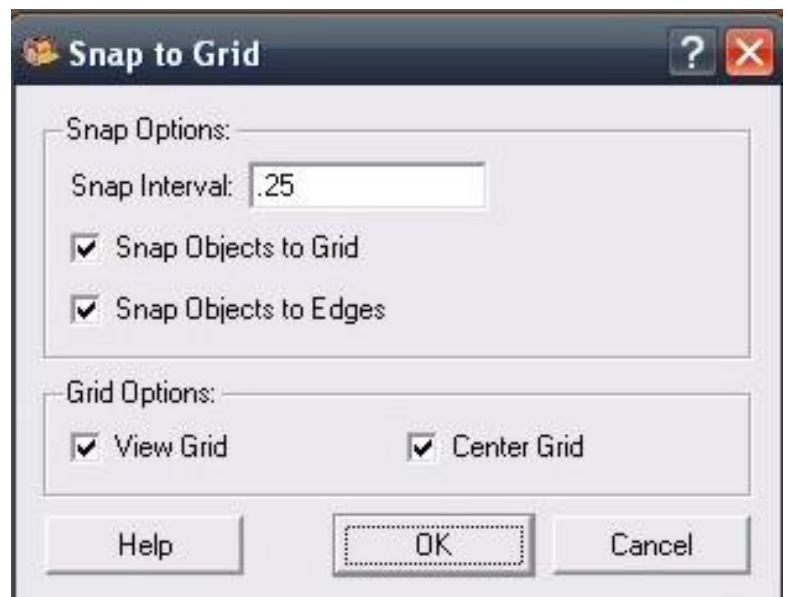 Snap to Grid ?
Snap Options:
Snap Interval: .25
Snap Objects to Grid
Snap Objects to Edges
Grid Options:
View Grid Center Grid
Help OK Cancel